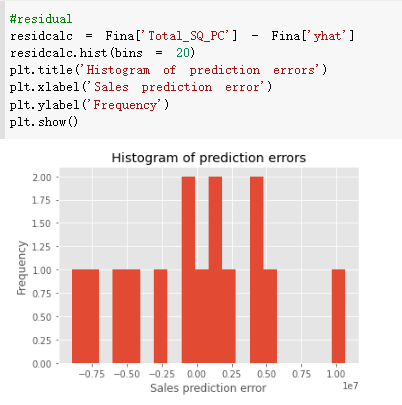 #residual
residcalc = Fina['Total_SQ_PC'] - Fina['yhat']
residcalc.hist(bins = 20)
plt.title('Histogram of prediction errors')
plt.xlabel('Sales prediction error')
plt.ylabel('Frequency')
plt.show()
Histogram of prediction errors
2.00
1.75
1.50
1.25
1.00
0.75
0.50
0.25
0.00
Frequency
−0.75 −0.50 −0.25 0.00 0.25 0.50 0.75 1.00
1e7
Sales prediction error